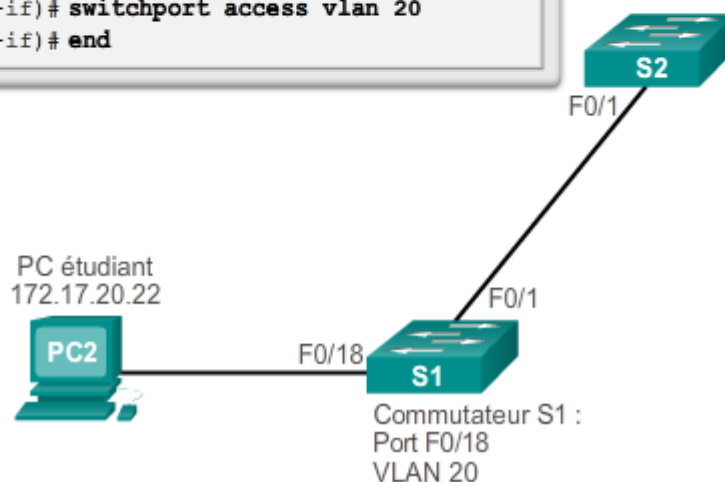 -if)# switchport access vlan 20
-if)# end
S2
F0/1
PC étudiant
172.17.20.22
F0/1
PC2
F0/18
S1
Commutateur S1 :
Port F0/18
VLAN 20